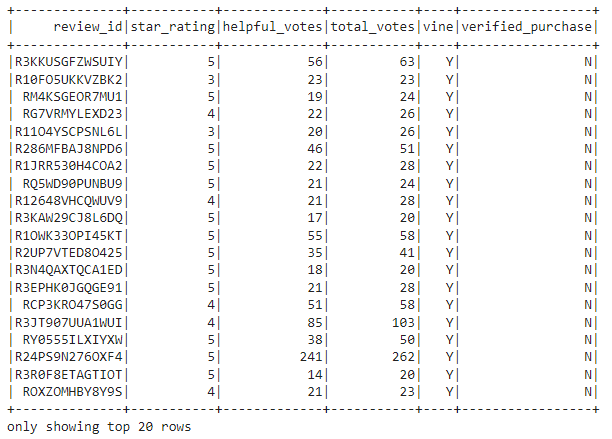 +--------------+-----------+-------------+-----------+----+-----------------+
|     review_id|star_rating|helpful_votes|total_votes|vine|verified_purchase|
+--------------+-----------+-------------+-----------+----+-----------------+
|R3KKUSGFZWSUIY|          5|           56|         63|   Y|                N|
|R10FO5UKKVZBK2|          3|           23|         23|   Y|                N|
| RM4KSGEOR7MU1|          5|           19|         24|   Y|                N|
| RG7VRMYLEXD23|          4|           22|         26|   Y|                N|
|R11O4YSCPSNL6L|          3|           20|         26|   Y|                N|
|R286MFBAJ8NPD6|          5|           46|         51|   Y|                N|
|R1JRR530H4COA2|          5|           22|         28|   Y|                N|
| RQ5WD90PUNBU9|          5|           21|         24|   Y|                N|
|R12648VHCQWUV9|          4|           21|         28|   Y|                N|
|R3KAW29CJ8L6DQ|          5|           17|         20|   Y|                N|
|R1OWK33OPI45KT|          5|           55|         58|   Y|                N|
|R2UP7VTED8O425|          5|           35|         41|   Y|                N|
|R3N4QAXTQCA1ED|          5|           18|         20|   Y|                N|
|R3EPHK0JGQGE91|          5|           21|         28|   Y|                N|
| RCP3KRO47S0GG|          4|           51|         58|   Y|                N|
|R3JT907UUA1WUI|          4|           85|        103|   Y|                N|
| RY0555ILXIYXW|          5|           38|         50|   Y|                N|
|R24PS9N276OXF4|          5|          241|        262|   Y|                N|
|R3R0F8ETAGTIOT|          5|           14|         20|   Y|                N|
| ROXZOMHBY8Y9S|          4|           21|         23|   Y|                N|
+--------------+-----------+-------------+-----------+----+-----------------+
only showing top 20 rows